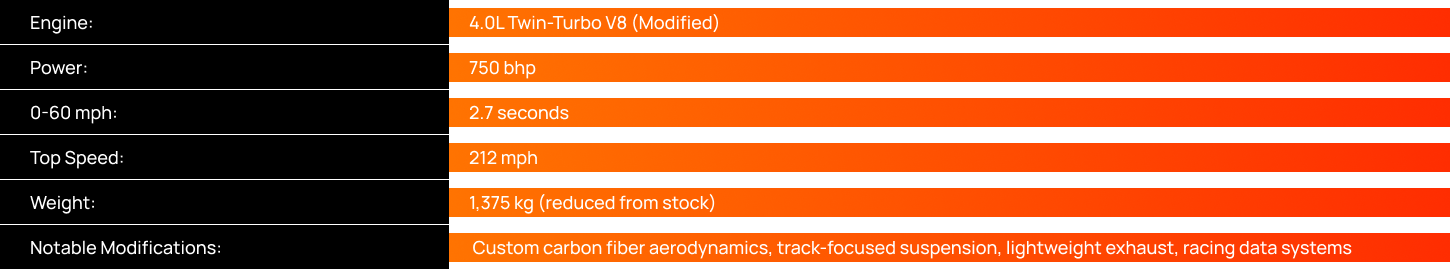 Engine: 4.0L Twin-Turbo V8 (Modified)
Power: 750 bhp
0-60 mph: 2.7 seconds
Top Speed: 212 mph
Weight: 1,375 kg (reduced from stock)
Notable Modifications: Custom carbon fiber aerodynamics, track-focused suspension, lightweight exhaust, racing data systems